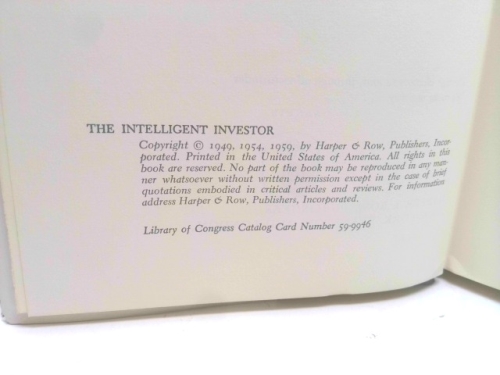 THE INTELLIGENT INVESTOR
Copyright © 1949, 1954, 1959, by Harper & Row, Publishers, Incor-
porated. Printed in the United States of America. All rights in this
book are reserved. No part of the book may be reproduced in any man-
ner whatsoever without written permission except in the case of brief
quotations embodied in critical articles and reviews. For information
address Harper & Row, Publishers, Incorporated.
Library of Congress Catalog Card Number 59-9946